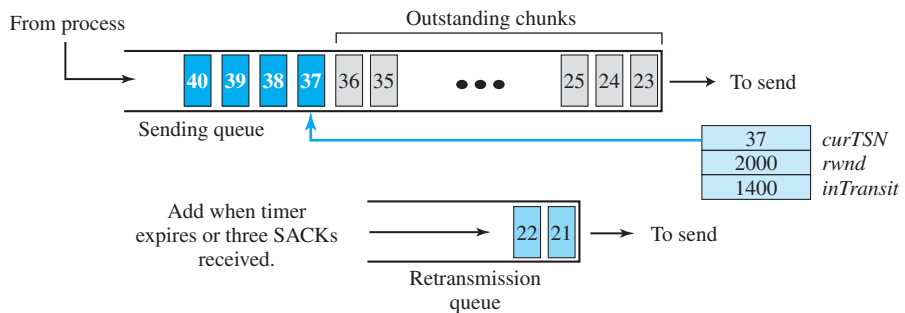 Outstanding chunks
From process
40 39 38 37 36 35 25 24 23
To send
Sending queue
37 curTSN
2000 rwnd
1400 inTransit
Add when timer
expires or three SACKs
received.
22 21
To send
Retransmission
queue